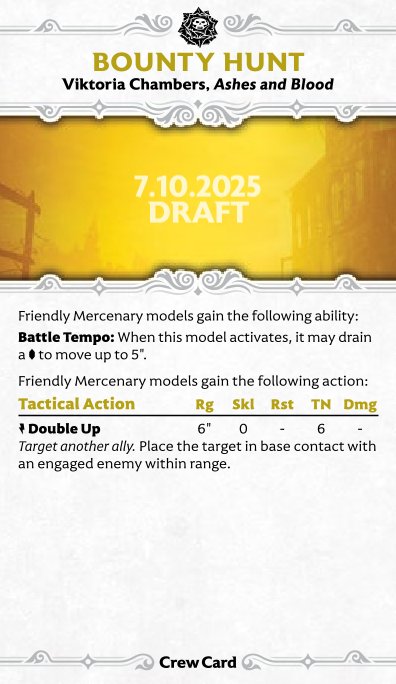 BOUNTY HUNT
Viktoria Chambers, Ashes and Blood
7.10.2025
DRAFT
Friendly Mercenary models gain the following ability:
Battle Tempo: When this model activates, it may drain
a to move up to 5".
Friendly Mercenary models gain the following action:
Tactical Action Rg Skl Rst TN Dmg
Double Up 6" 0 - 6 -
Target another ally. Place the target in base contact with
an engaged enemy within range.
Crew Card